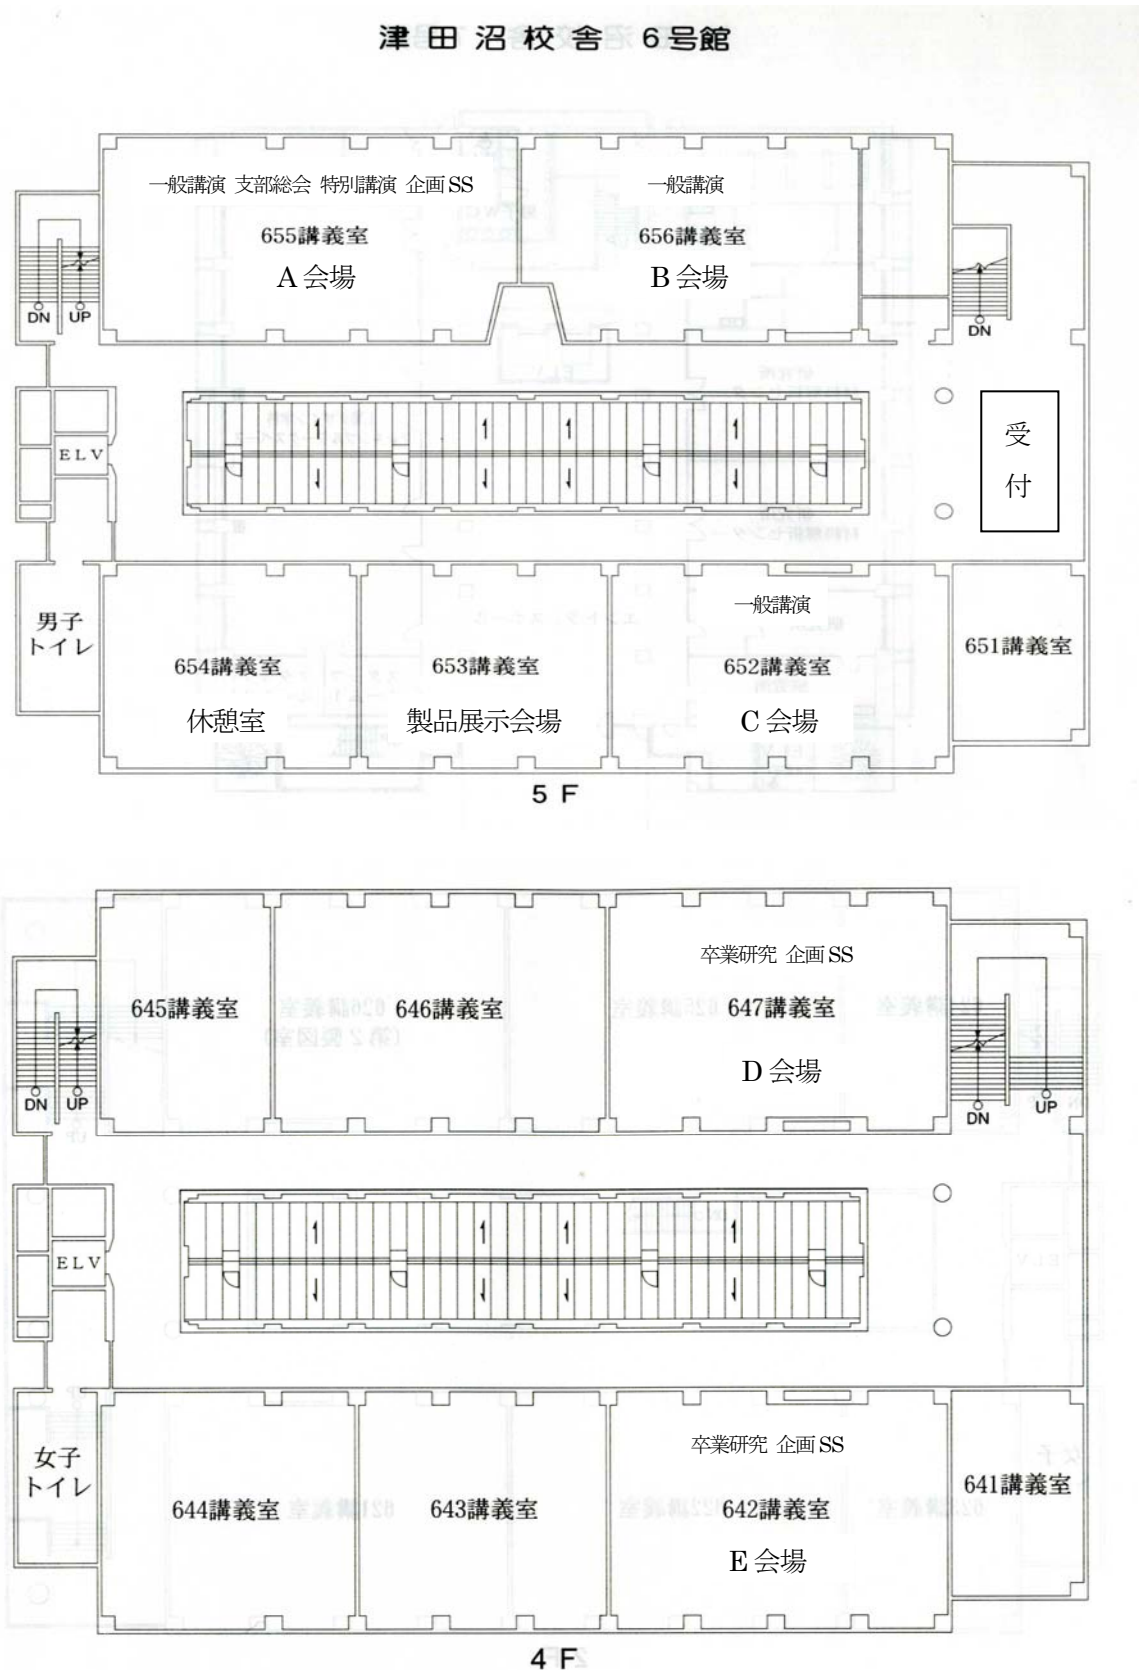 津田沼校舎 6号館
一般講演 支部総会 特別講演 企画SS
655講義室
A 会場
一般講演
656講義室
B 会場
DN
UP
DN
ELV
受
付
男子
トイレ
654講義室
休憩室
653講義室
製品展示会場
一般講演
652講義室
C 会場
651講義室
5 F
645講義室
646講義室
卒業研究 企画SS
647講義室
D 会場
DN
UP
DN
UP
ELV
女子
トイレ
644講義室
643講義室
卒業研究 企画SS
642講義室
E 会場
641講義室
4 F